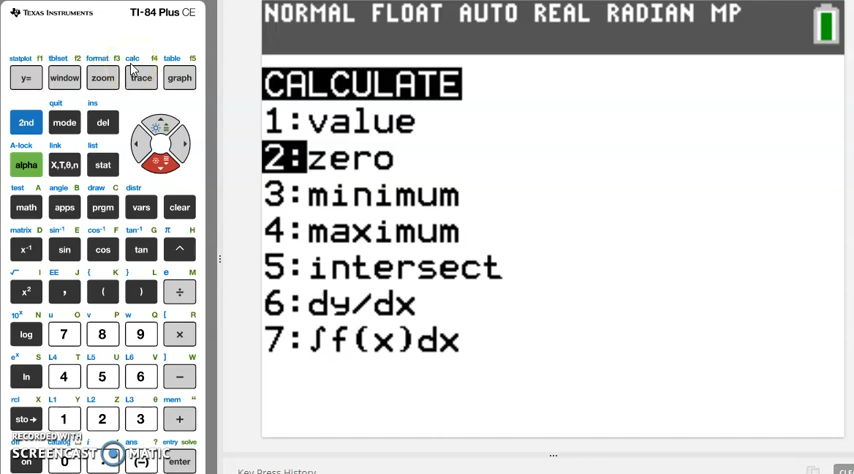 TEXAS INSTRUMENTS TI-84 Plus CE
statplot f1 tblset f2 format f3 calc f4 table f5
y= window zoom trace graph
quit ins
2nd mode del
A-lock link list
alpha X,T,θ,n stat
test A angle B draw C distr
math apps prgm vars clear
matrix D sin⁻¹ E cos⁻¹ F tan⁻¹ G π H
x⁻¹ sin cos tan ^
√ I EE J { K } L e M
x² , ( ) ÷
10ˣ N u O v P w Q [ R
log 7 8 9 ×
eˣ S L4 T L5 U L6 V ] W
ln 4 5 6 −
rcl X L1 Y L2 Z L3 θ mem "
sto→ 1 2 3 +
off catalog i ans ? entry solve
on 0 . (−) enter
RECORDED WITH
SCREENCAST MATIC
NORMAL FLOAT AUTO REAL RADIAN MP
CALCULATE
1:value
2:zero
3:minimum
4:maximum
5:intersect
6:dy/dx
7:∫f(x)dx
Key Press History